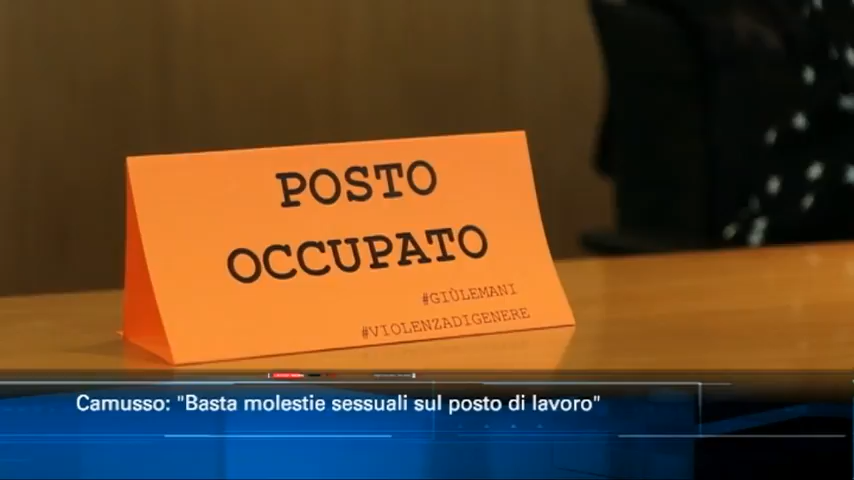 POSTO
OCCUPATO
#GIÙLEMANI
#VIOLENZADIGENERE
Camusso: "Basta molestie sessuali sul posto di lavoro"